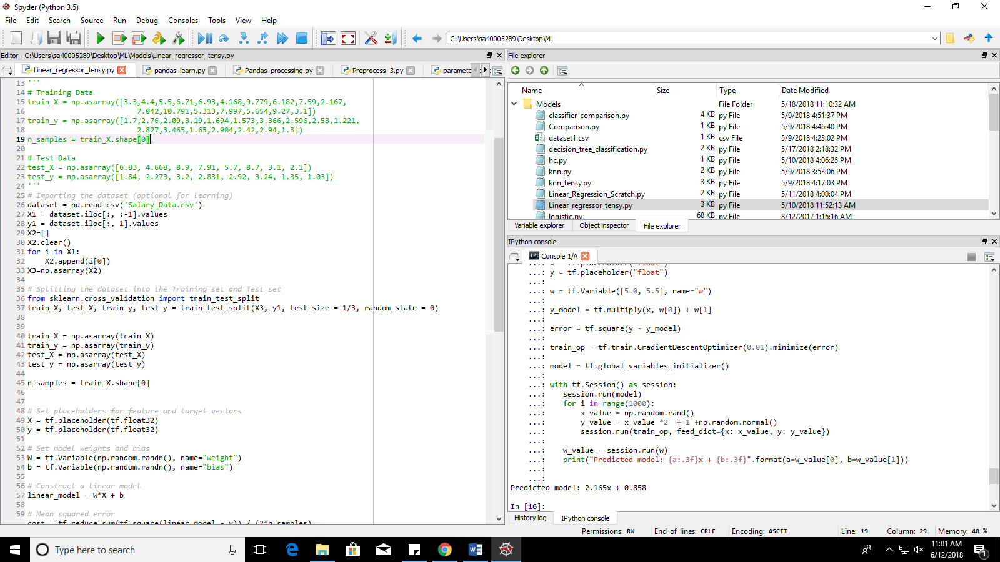 Spyder (Python 3.5)
File Edit Search Source Run Debug Consoles Tools View Help
C:\Users\sa40005289\Desktop\ML
Editor - C:\Users\sa40005289\Desktop\ML\Models\Linear_regressor_tensy.py
Linear_regressor_tensy.py pandas_learn.py Pandas_processing.py Preprocess_3.py
13 '''
14 # Training Data
15 train_X = np.asarray([3.3,4.4,5.5,6.71,6.93,4.168,9.779,6.182,7.59,2.167,
16 7.042,10.791,5.313,7.997,5.654,9.27,3.1])
17 train_y = np.asarray([1.7,2.76,2.09,3.19,1.694,1.573,3.366,2.596,2.53,1.221,
18 2.827,3.465,1.65,2.904,2.42,2.94,1.3])
19 n_samples = train_X.shape[0]
20
21 # Test Data
22 test_X = np.asarray([6.83, 4.668, 8.9, 7.91, 5.7, 8.7, 3.1, 2.1])
23 test_y = np.asarray([1.84, 2.273, 3.2, 2.831, 2.92, 3.24, 1.35, 1.03])
24 '''
25 # Importing the dataset (optional for learning)
26 dataset = pd.read_csv('Salary_Data.csv')
27 X1 = dataset.iloc[:, :-1].values
28 y1 = dataset.iloc[:, 1].values
29 X2=[]
30 X2.clear()
31 for i in X1:
32 X2.append(i[0])
33 X3=np.asarray(X2)
34
35 # Splitting the dataset into the Training set and Test set
36 from sklearn.cross_validation import train_test_split
37 train_X, test_X, train_y, test_y = train_test_split(X3, y1, test_size = 1/3, random_state = 0)
38
39
40 train_X = np.asarray(train_X)
41 train_y = np.asarray(train_y)
42 test_X = np.asarray(test_X)
43 test_y = np.asarray(test_y)
44
45 n_samples = train_X.shape[0]
46
47
48 # Set placeholders for feature and target vectors
49 X = tf.placeholder(tf.float32)
50 y = tf.placeholder(tf.float32)
51
52 # Set model weights and bias
53 W = tf.Variable(np.random.randn(), name="weight")
54 b = tf.Variable(np.random.randn(), name="bias")
55
56 # Construct a linear model
57 linear_model = W*X + b
58
59 # Mean squared error
cost = tf.reduce_sum(tf.square(linear_model - y)) / (2*n_samples)
File explorer
Name Size Type Date Modified
Models File Folder 5/18/2018 11:10:32 AM
classifier_comparison.py 4 KB py File 5/9/2018 4:51:37 PM
Comparison.py 1 KB py File 5/9/2018 4:46:40 PM
dataset1.csv 1 KB csv File 5/9/2018 4:23:02 PM
decision_tree_classification.py 2 KB py File 5/17/2018 2:18:32 PM
hc.py 1 KB py File 5/10/2018 4:06:25 PM
knn.py 2 KB py File 5/9/2018 3:53:06 PM
knn_tensy.py 3 KB py File 5/9/2018 4:17:03 PM
Linear_Regression_Scratch.py 2 KB py File 5/11/2018 4:00:04 PM
Linear_regressor_tensy.py 3 KB py File 5/10/2018 11:52:13 AM
logistic.py 68 KB py File 8/12/2017 1:16:16 AM
Variable explorer Object inspector File explorer
IPython console
IP: Console 1/A
...: x = tf.placeholder("float")
...: y = tf.placeholder("float")
...:
...: w = tf.Variable([5.0, 5.5], name="w")
...:
...: y_model = tf.multiply(x, w[0]) + w[1]
...:
...: error = tf.square(y - y_model)
...:
...: train_op = tf.train.GradientDescentOptimizer(0.01).minimize(error)
...:
...: model = tf.global_variables_initializer()
...:
...: with tf.Session() as session:
...: session.run(model)
...: for i in range(1000):
...: x_value = np.random.rand()
...: y_value = x_value *2 + 1 +np.random.normal()
...: session.run(train_op, feed_dict={x: x_value, y: y_value})
...:
...: w_value = session.run(w)
...: print("Predicted model: {a:.3f}x + {b:.3f}".format(a=w_value[0], b=w_value[1]))
...:
...:
Predicted model: 2.165x + 0.858
In [16]:
History log IPython console
Permissions: RW End-of-lines: CRLF Encoding: ASCII Line: 19 Column: 29 Memory: 48 %
Type here to search
11:01 AM
6/12/2018
1